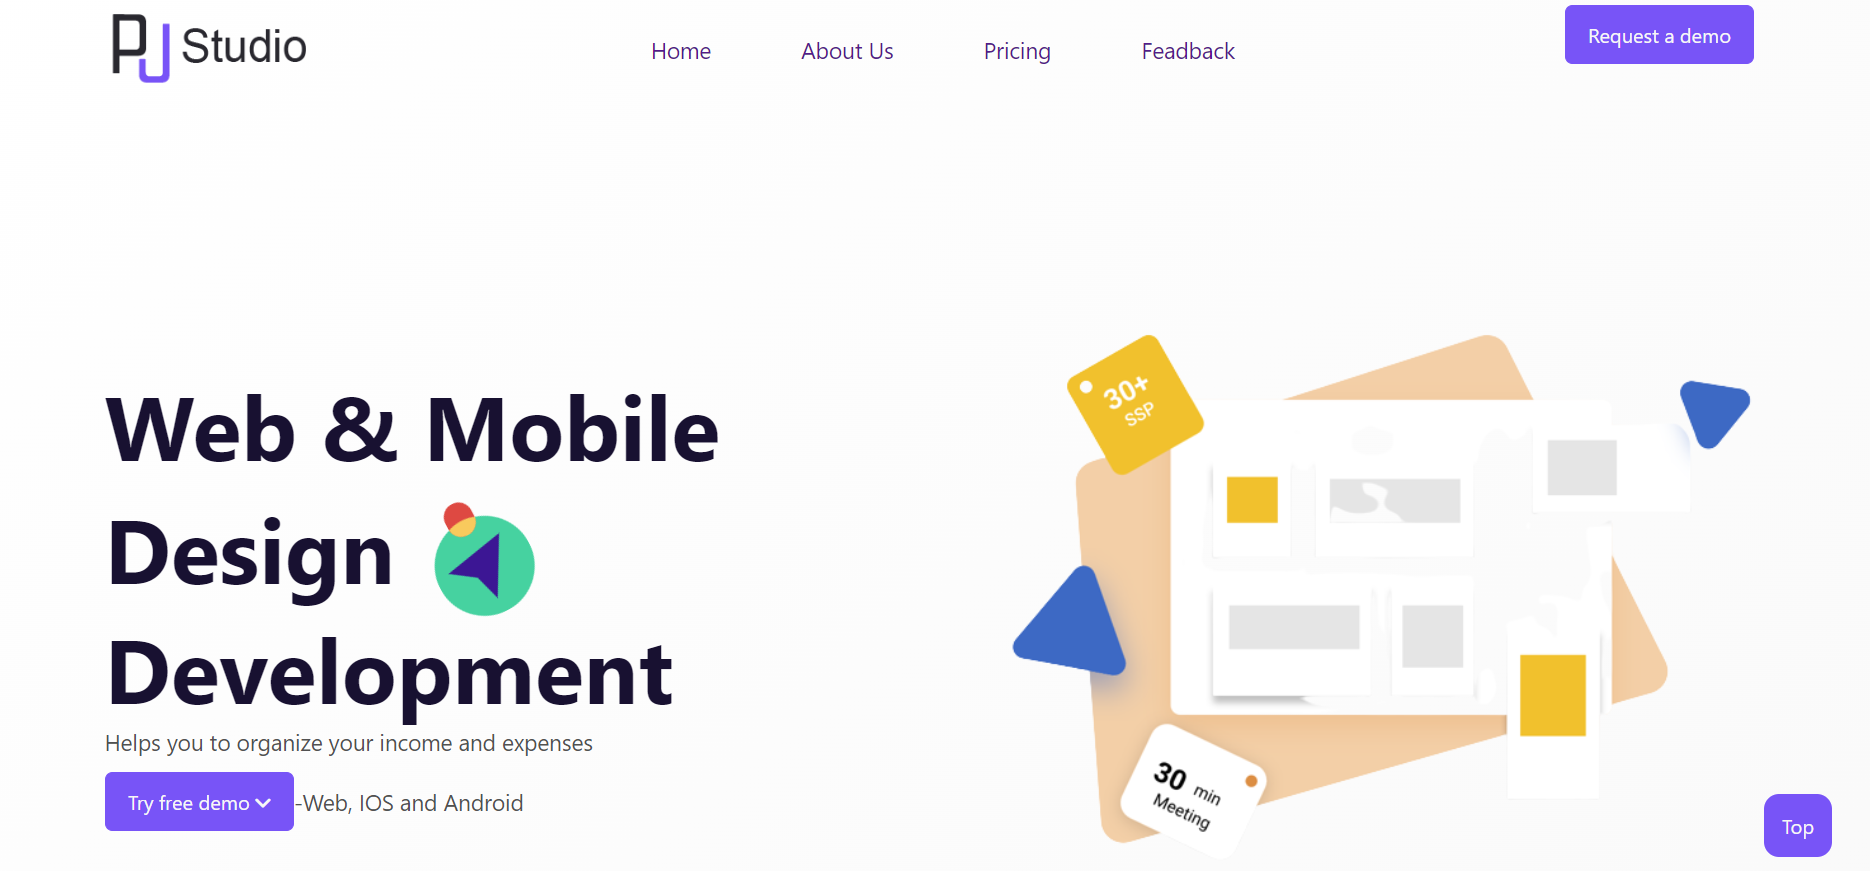 PJ Studio
Home
About Us
Pricing
Feadback
Request a demo
Web & Mobile
Design
Development
Helps you to organize your income and expenses
Try free demo
-Web, IOS and Android
30+
SSP
30 min
Meeting
Top